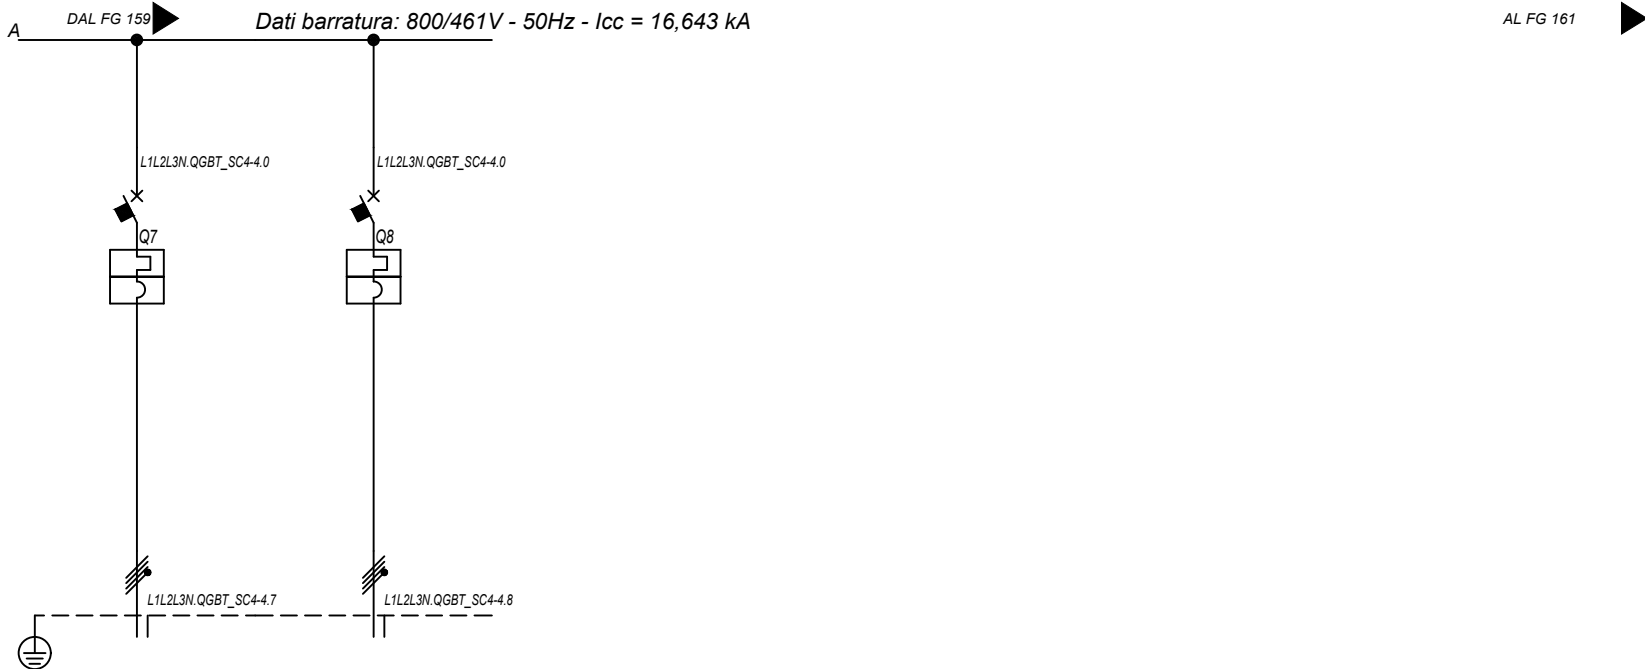 DAL FG 159
Dati barratura: 800/461V - 50Hz - Icc = 16,643 kA
AL FG 161
A
L1L2L3N.QGBT_SC4-4.0
L1L2L3N.QGBT_SC4-4.0
Q7
Q8
L1L2L3N.QGBT_SC4-4.7
L1L2L3N.QGBT_SC4-4.8